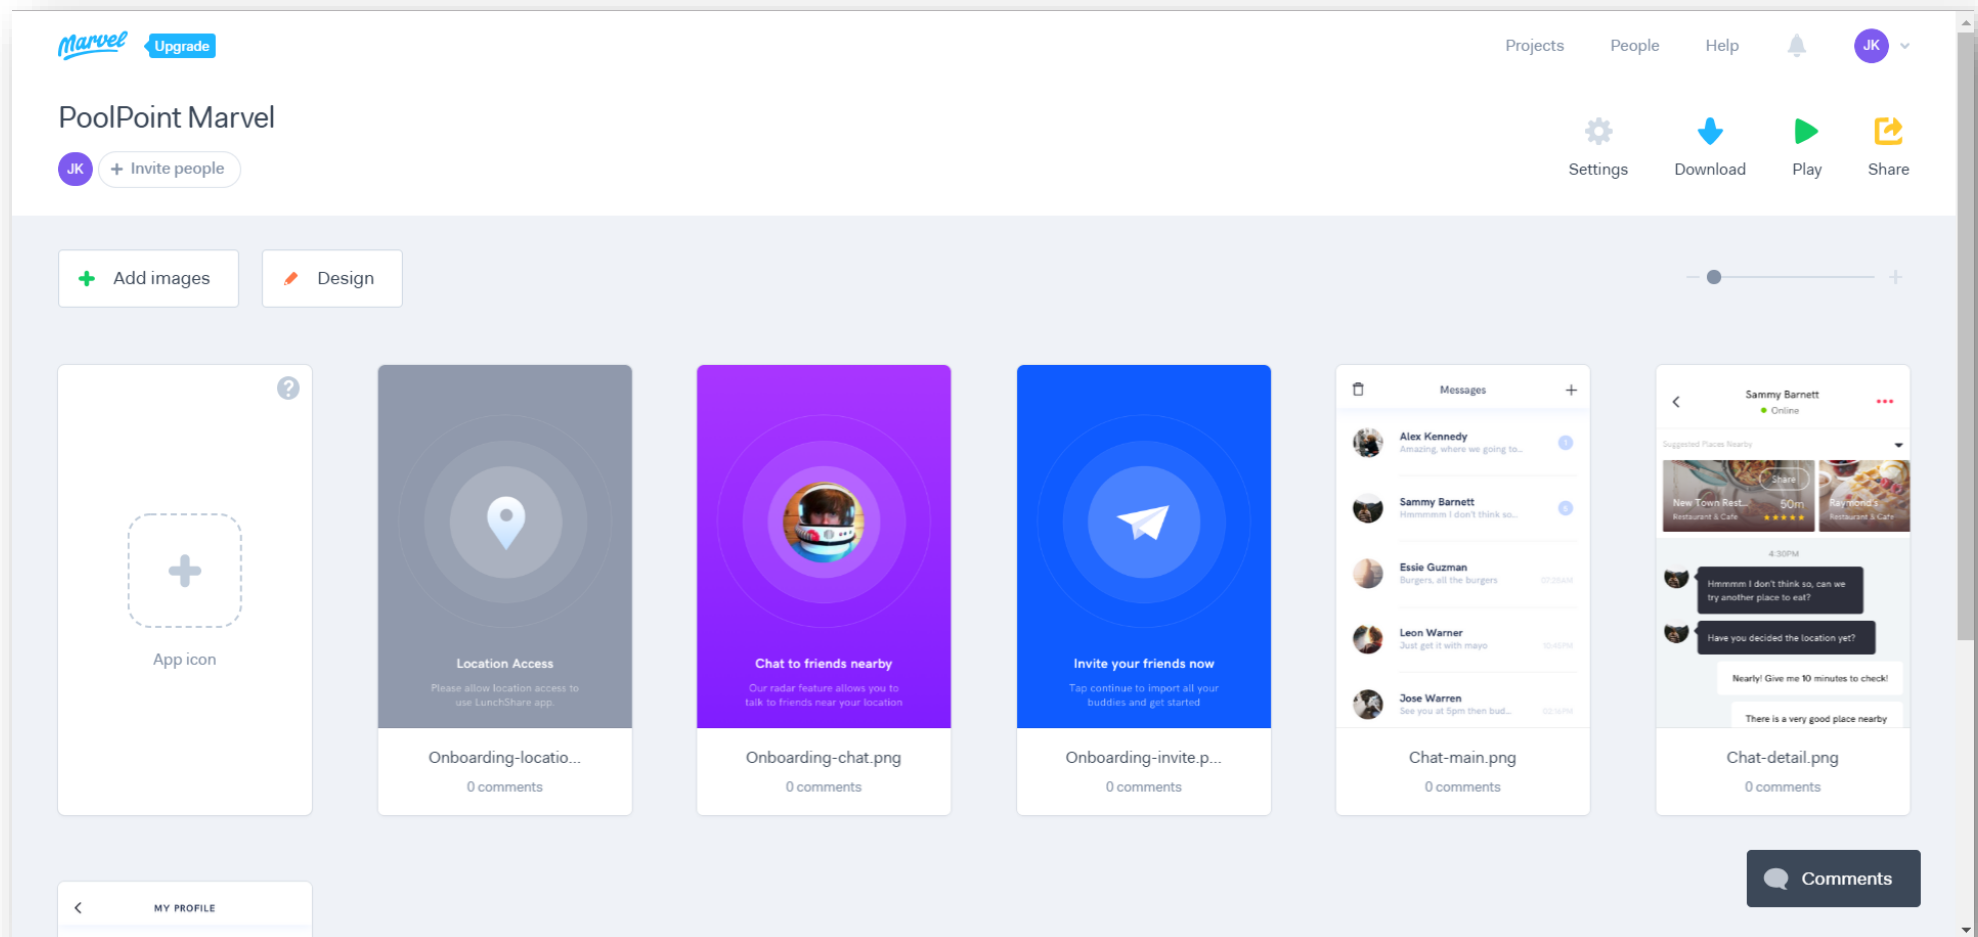 Marvel
Upgrade
Projects
People
Help
JK
PoolPoint Marvel
JK
+ Invite people
Settings
Download
Play
Share
Add images
Design
App icon
Location Access
Please allow location access to
use LunchShare app.
Onboarding-locatio...
0 comments
Chat to friends nearby
Our radar feature allows you to
talk to friends near your location
Onboarding-chat.png
0 comments
Invite your friends now
Tap continue to import all your
buddies and get started
Onboarding-invite.p...
0 comments
Messages
Alex Kennedy
Amazing, where we going to...
1
Sammy Barnett
Hmmmmm I don't think so...
Essie Guzman
Burgers, all the burgers
Leon Warner
Just get it with mayo
10:45PM
Jose Warren
See you at 5pm then bud...
02:16PM
Chat-main.png
0 comments
Sammy Barnett
Online
Suggested Places Nearby
Share
New Town Rest...
50m
Restaurant & Cafe
Raymond's
Restaurant & Cafe
4:30PM
Hmmmm I don't think so, can we
try another place to eat?
Have you decided the location yet?
Nearly! Give me 10 minutes to check!
There is a very good place nearby
Chat-detail.png
0 comments
MY PROFILE
Comments